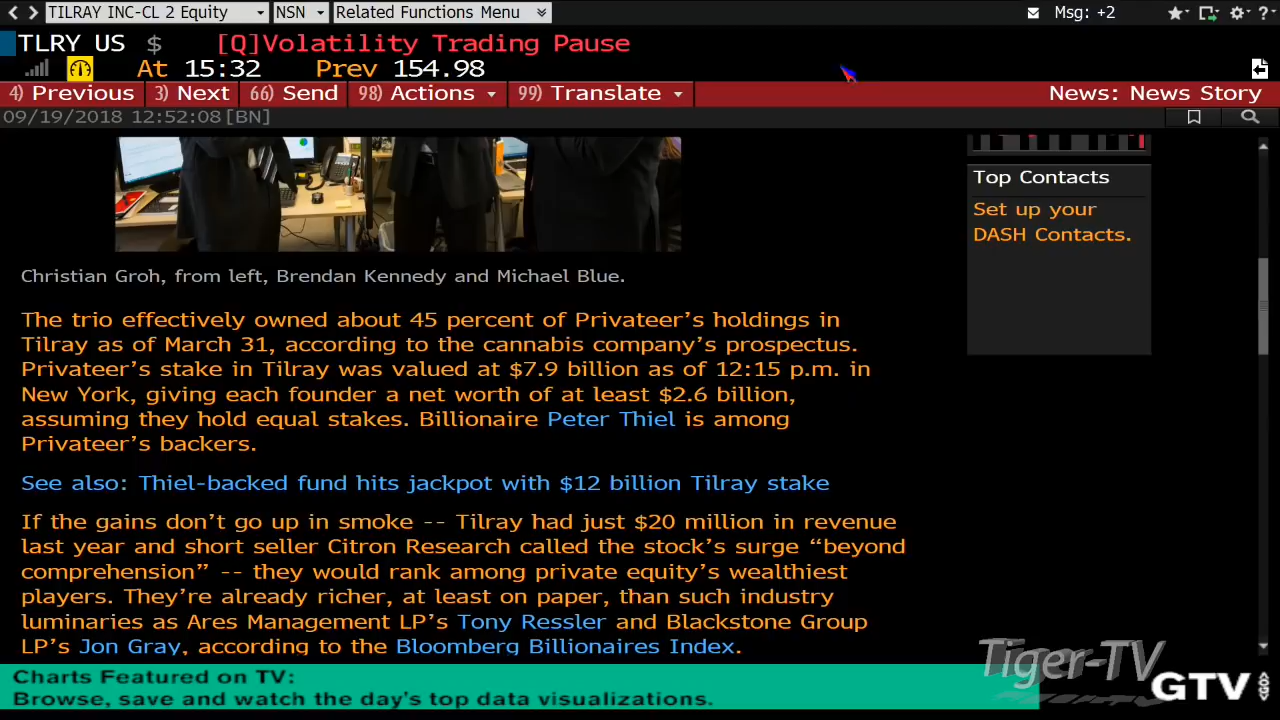 TILRAY INC-CL 2 Equity NSN Related Functions Menu Msg: +2
TLRY US $ [Q]Volatility Trading Pause
At 15:32 Prev 154.98
4) Previous 3) Next 66) Send 98) Actions 99) Translate News: News Story
09/19/2018 12:52:08[BN]
Top Contacts
Set up your
DASH Contacts.
Christian Groh, from left, Brendan Kennedy and Michael Blue.
The trio effectively owned about 45 percent of Privateer's holdings in
Tilray as of March 31, according to the cannabis company's prospectus.
Privateer's stake in Tilray was valued at $7.9 billion as of 12:15 p.m. in
New York, giving each founder a net worth of at least $2.6 billion,
assuming they hold equal stakes. Billionaire Peter Thiel is among
Privateer's backers.
See also: Thiel-backed fund hits jackpot with $12 billion Tilray stake
If the gains don't go up in smoke -- Tilray had just $20 million in revenue
last year and short seller Citron Research called the stock's surge “beyond
comprehension” -- they would rank among private equity's wealthiest
players. They're already richer, at least on paper, than such industry
luminaries as Ares Management LP's Tony Ressler and Blackstone Group
LP's Jon Gray, according to the Bloomberg Billionaires Index.
Tiger-TV
Charts Featured on TV:
Browse, save and watch the day's top data visualizations.
GTV